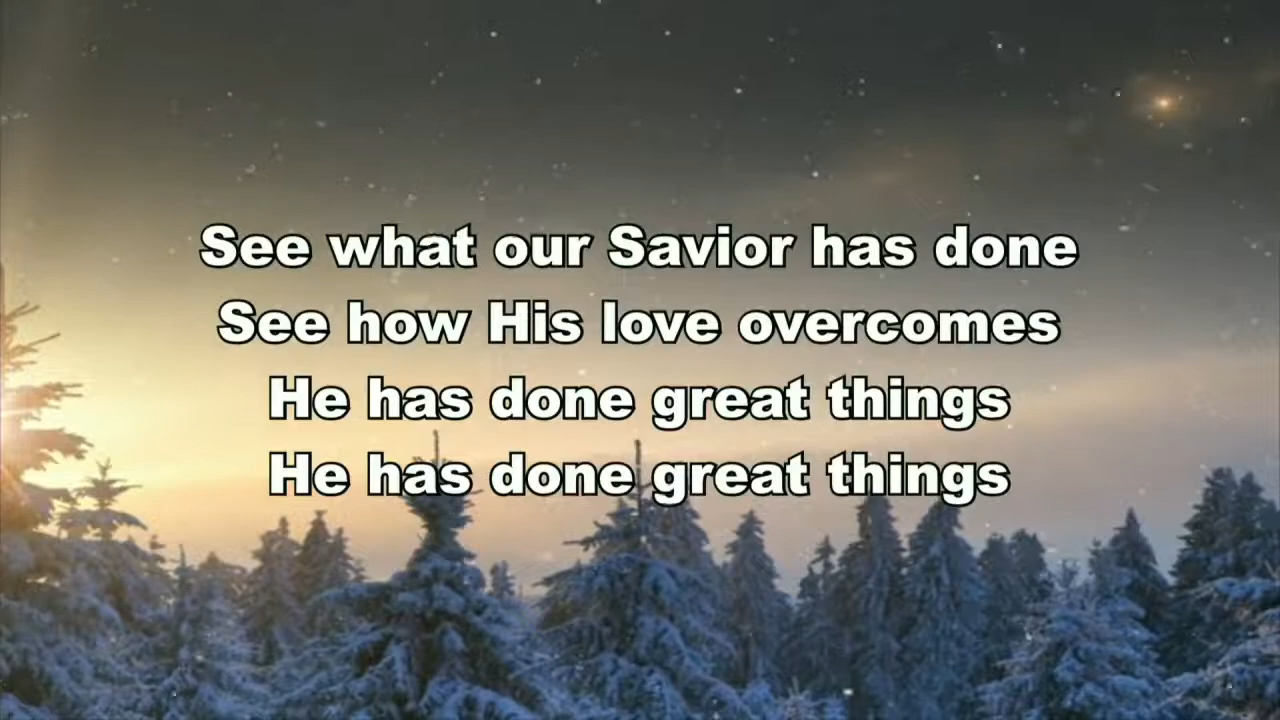 See what our Savior has done
See how His love overcomes
He has done great things
He has done great things